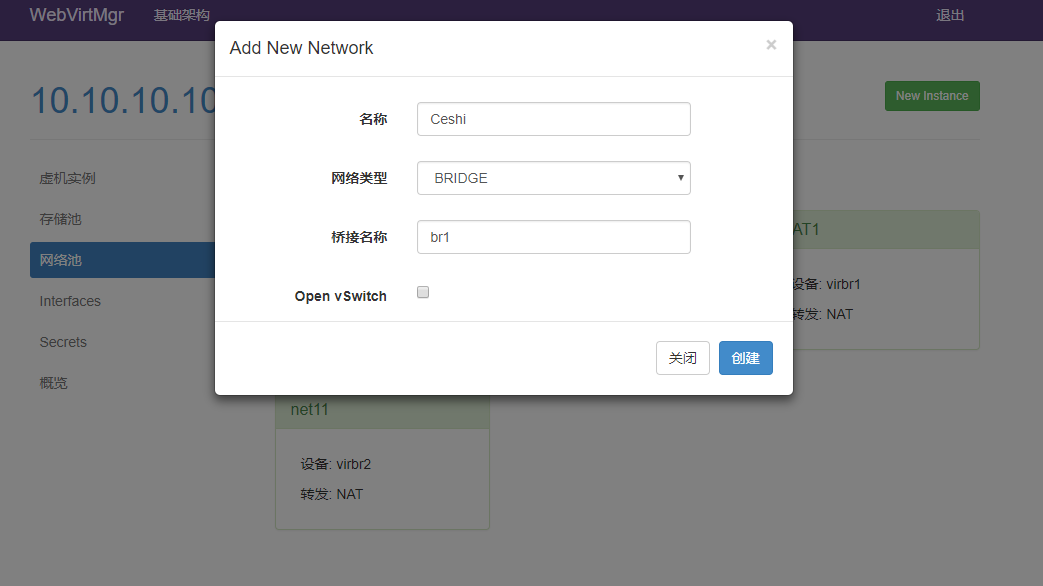 WebVirtMgr 基础架构 退出
Add New Network ×
10.10.10.10
New Instance
名称 Ceshi
网络类型 BRIDGE
桥接名称 br1
Open vSwitch
关闭 创建
虚机实例
存储池
网络池
Interfaces
Secrets
概览
AT1
设备: virbr1
转发: NAT
net11
设备: virbr2
转发: NAT